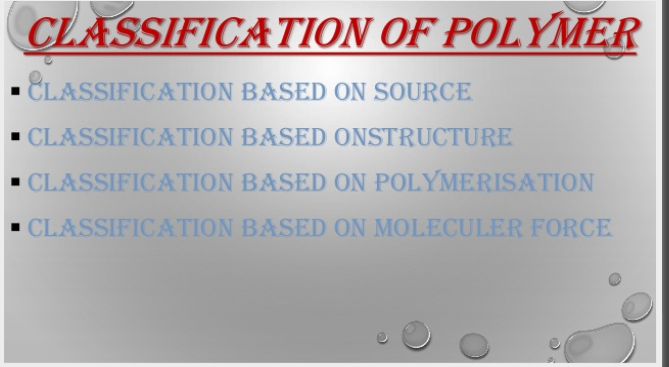 CLASSIFICATION OF POLYMER
▪ CLASSIFICATION BASED ON SOURCE
▪ CLASSIFICATION BASED ONSTRUCTURE
▪ CLASSIFICATION BASED ON POLYMERISATION
▪ CLASSIFICATION BASED ON MOLECULER FORCE